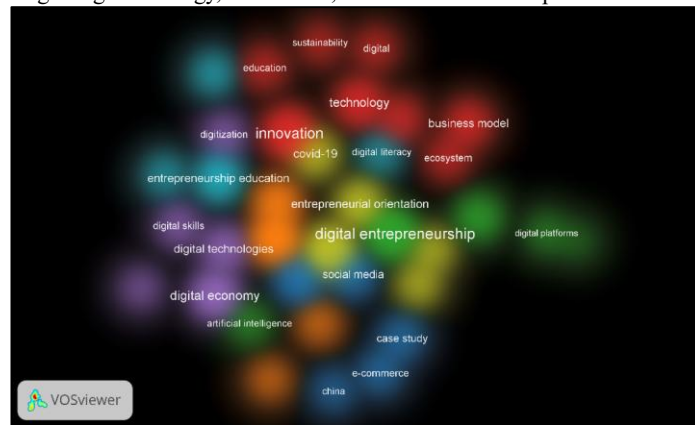 sustainability
digital
education
technology
business model
digitization
innovation
covid-19
digital literacy
ecosystem
entrepreneurship education
entrepreneurial orientation
digital skills
digital entrepreneurship
digital platforms
digital technologies
social media
digital economy
artificial intelligence
case study
e-commerce
china
VOSviewer